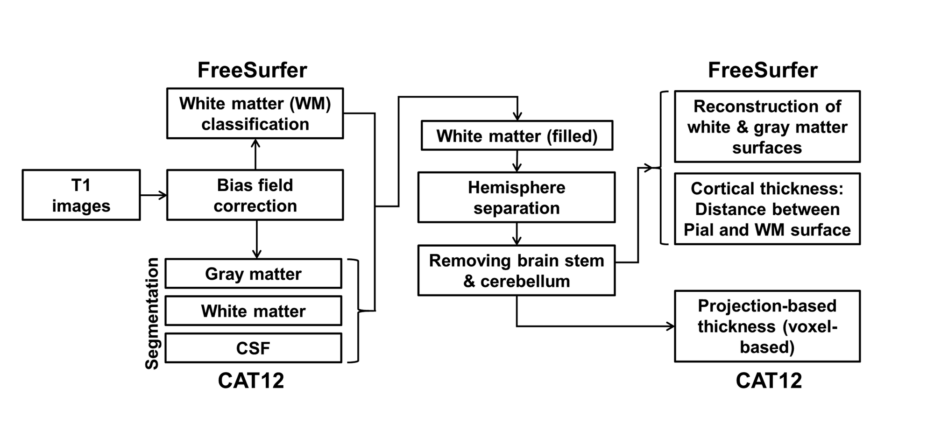 FreeSurfer
White matter (WM)
classification
T1
images
Bias field
correction
Segmentation
Gray matter
White matter
CSF
CAT12
White matter (filled)
Hemisphere
separation
Removing brain stem
& cerebellum
FreeSurfer
Reconstruction of
white & gray matter
surfaces
Cortical thickness:
Distance between
Pial and WM surface
Projection-based
thickness (voxel-
based)
CAT12